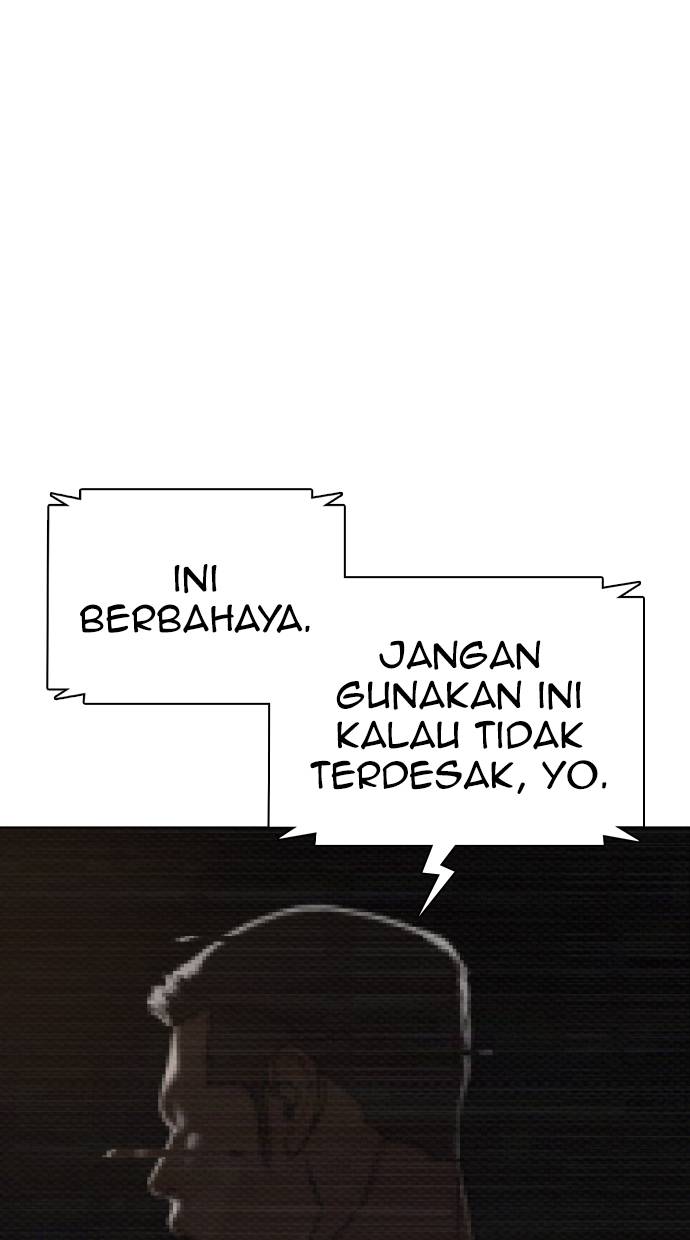 INI
BERBAHAYA.
JANGAN
GUNAKAN INI
KALAU TIDAK
TERDESAK, YO.